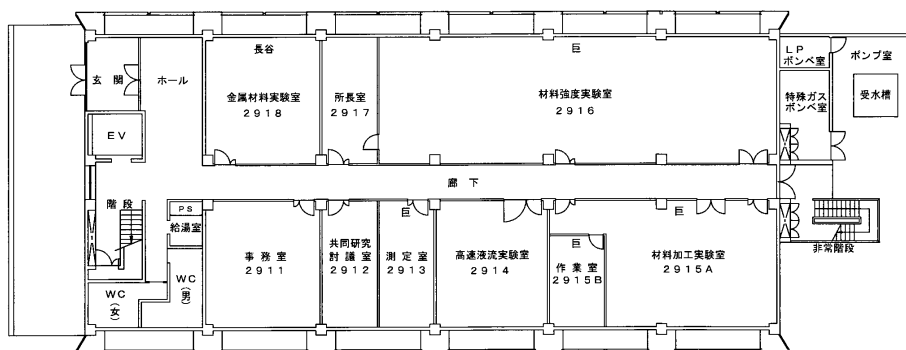 長谷
巨
ＬＰ
ボンベ室
ポンプ室
玄 関
ホール
金属材料実験室
２９１８
所長室
２９１７
材料強度実験室
２９１６
特殊ガス
ボンベ室
受水槽
ＥＶ
廊 下
階 段
ＰＳ
給湯室
事 務 室
２９１１
共同研究
討 議 室
２９１２
巨
測 定 室
２９１３
高速液流実験室
２９１４
巨
作 業 室
２９１５Ｂ
巨
材料加工実験室
２９１５Ａ
非常階段
ＷＣ
（女）
ＷＣ
（男）